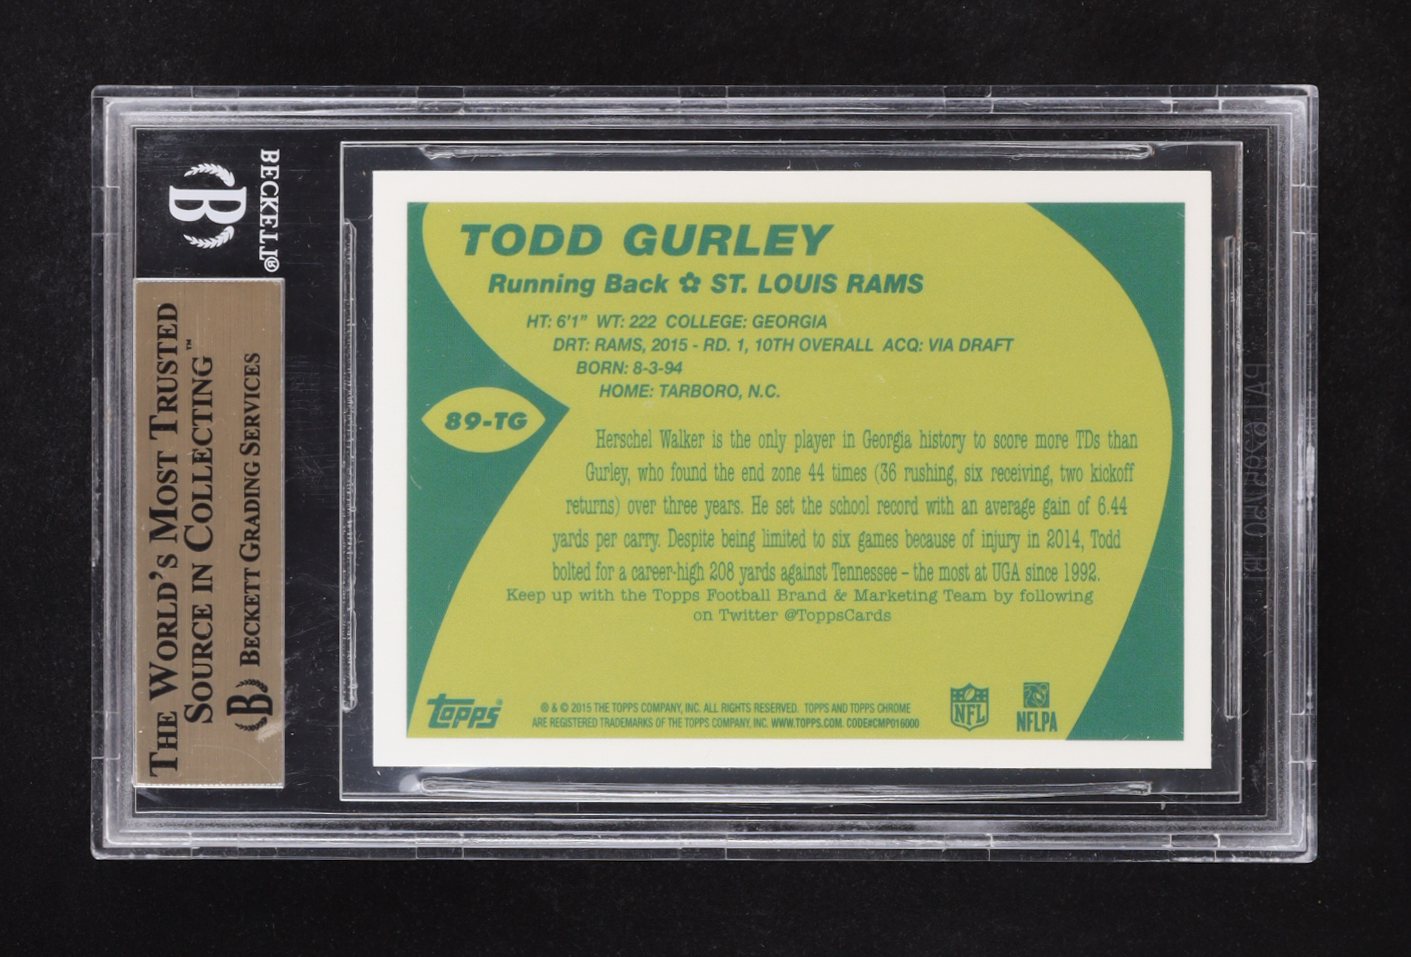 BECKETT®
B
THE WORLD'S MOST TRUSTED
SOURCE IN COLLECTING™
B BECKETT GRADING SERVICES
TODD GURLEY
Running Back ✿ ST. LOUIS RAMS
HT: 6'1" WT: 222 COLLEGE: GEORGIA
DRT: RAMS, 2015 - RD. 1, 10TH OVERALL ACQ: VIA DRAFT
BORN: 8-3-94
HOME: TARBORO, N.C.
89-TG
Herschel Walker is the only player in Georgia history to score more TDs than
Gurley, who found the end zone 44 times (36 rushing, six receiving, two kickoff
returns) over three years. He set the school record with an average gain of 6.44
yards per carry. Despite being limited to six games because of injury in 2014, Todd
bolted for a career-high 208 yards against Tennessee – the most at UGA since 1992.
Keep up with the Topps Football Brand & Marketing Team by following
on Twitter @ToppsCards
Topps®
® & © 2015 THE TOPPS COMPANY, INC. ALL RIGHTS RESERVED. TOPPS AND TOPPS CHROME
ARE REGISTERED TRADEMARKS OF THE TOPPS COMPANY, INC. WWW.TOPPS.COM. CODE#CMP016000
NFL
NFLPA